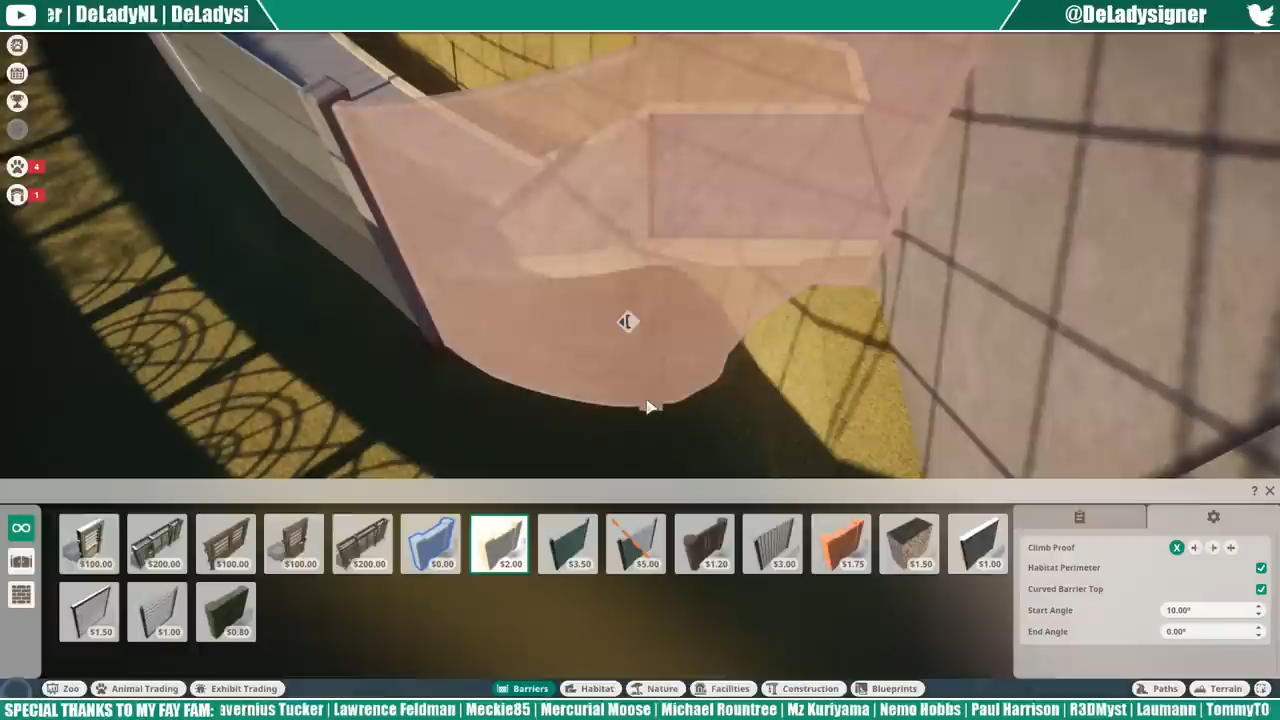 er | DeLadyNL | DeLadysi
@DeLadysigner
4
1
? X
$100.00 $200.00 $100.00 $100.00 $200.00 $0.00 $2.00 $3.50 $5.00 $1.20 $3.00 $1.75 $1.50 $1.00
$1.50 $1.00 $0.80
Climb Proof X
Habitat Perimeter
Curved Barrier Top
Start Angle 10.00°
End Angle 0.00°
Zoo Animal Trading Exhibit Trading Barriers Habitat Nature Facilities Construction Blueprints Paths Terrain
SPECIAL THANKS TO MY FAY FAM: avernius Tucker | Lawrence Feldman | Meckie85 | Mercurial Moose | Michael Rountree | Mz Kuriyama | Nemo Hobbs | Paul Harrison | R3DMyst | Laumann | TommyTO